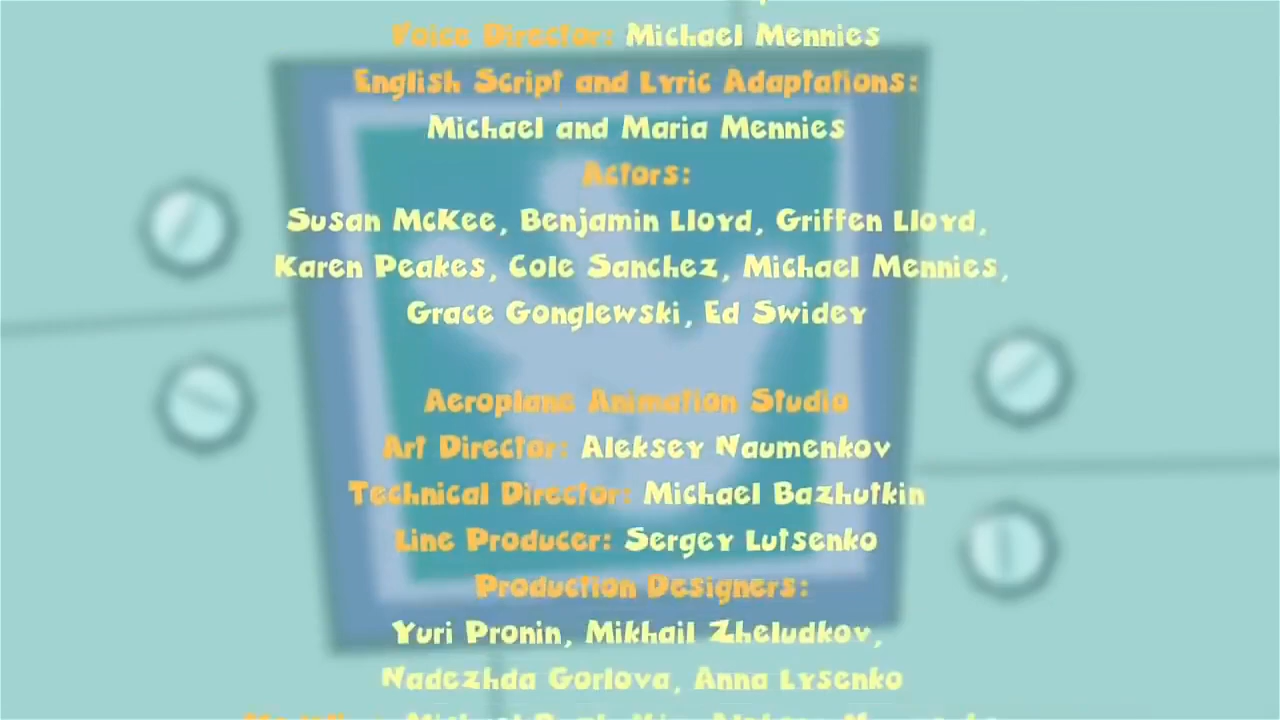 Voice Director: Michael Mennies
English Script and Lyric Adaptations:
Michael and Maria Mennies
Actors:
Susan McKee, Benjamin Lloyd, Griffen Lloyd,
Karen Peakes, Cole Sanchez, Michael Mennies,
Grace Gonglewski, Ed Swidey
Aeroplane Animation Studio
Art Director: Aleksey Naumenkov
Technical Director: Michael Bazhutkin
Line Producer: Sergey Lutsenko
Production Designers:
Yuri Pronin, Mikhail Zheludkov,
Nadezhda Gorlova, Anna Lysenko